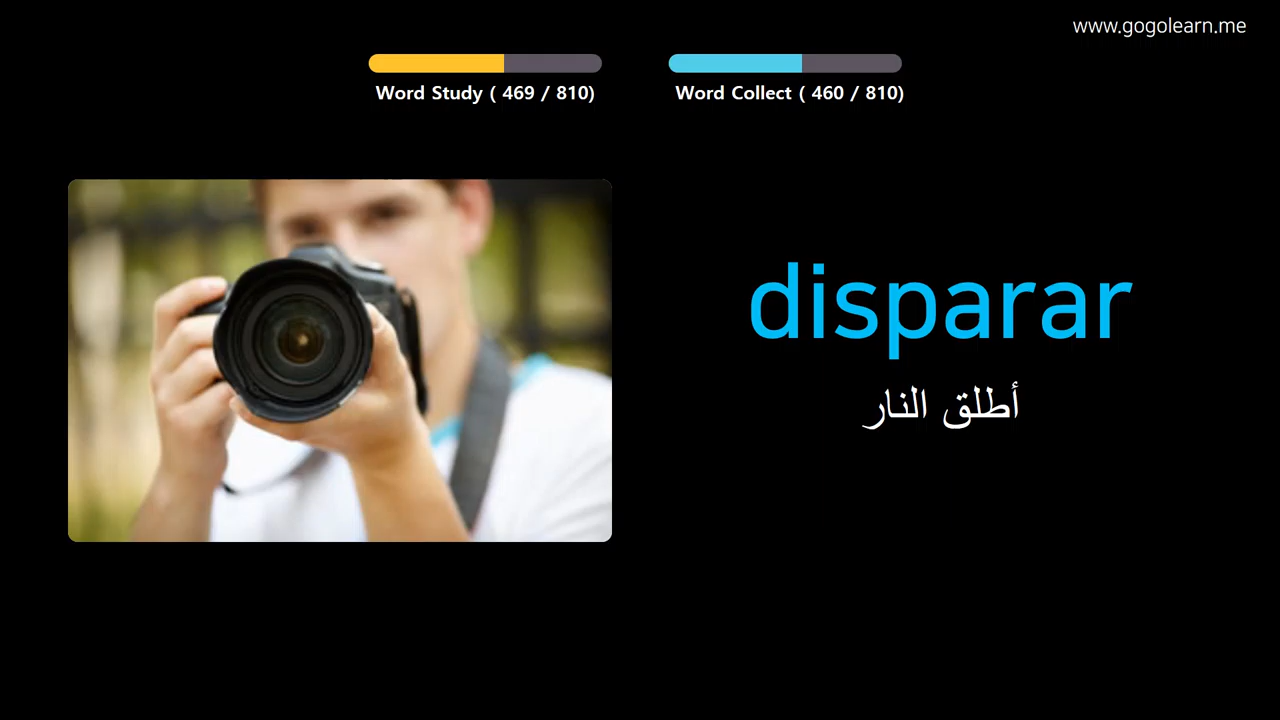 www.gogolearn.me
Word Study ( 469 / 810)
Word Collect ( 460 / 810)
disparar
أطلق النار